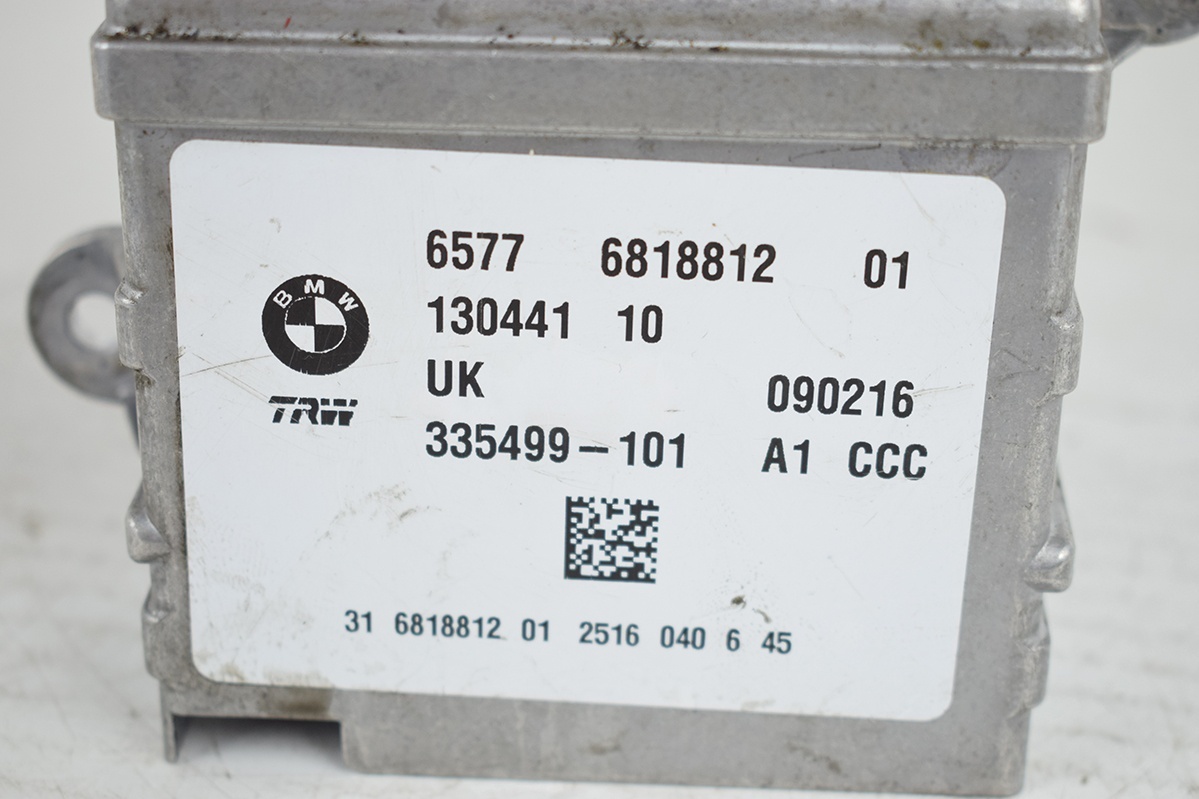 6577 6818812 01
BMW
130441 10
UK 090216
TRW
335499-101 A1 CCC
31 6818812 01 2516 040 6 45